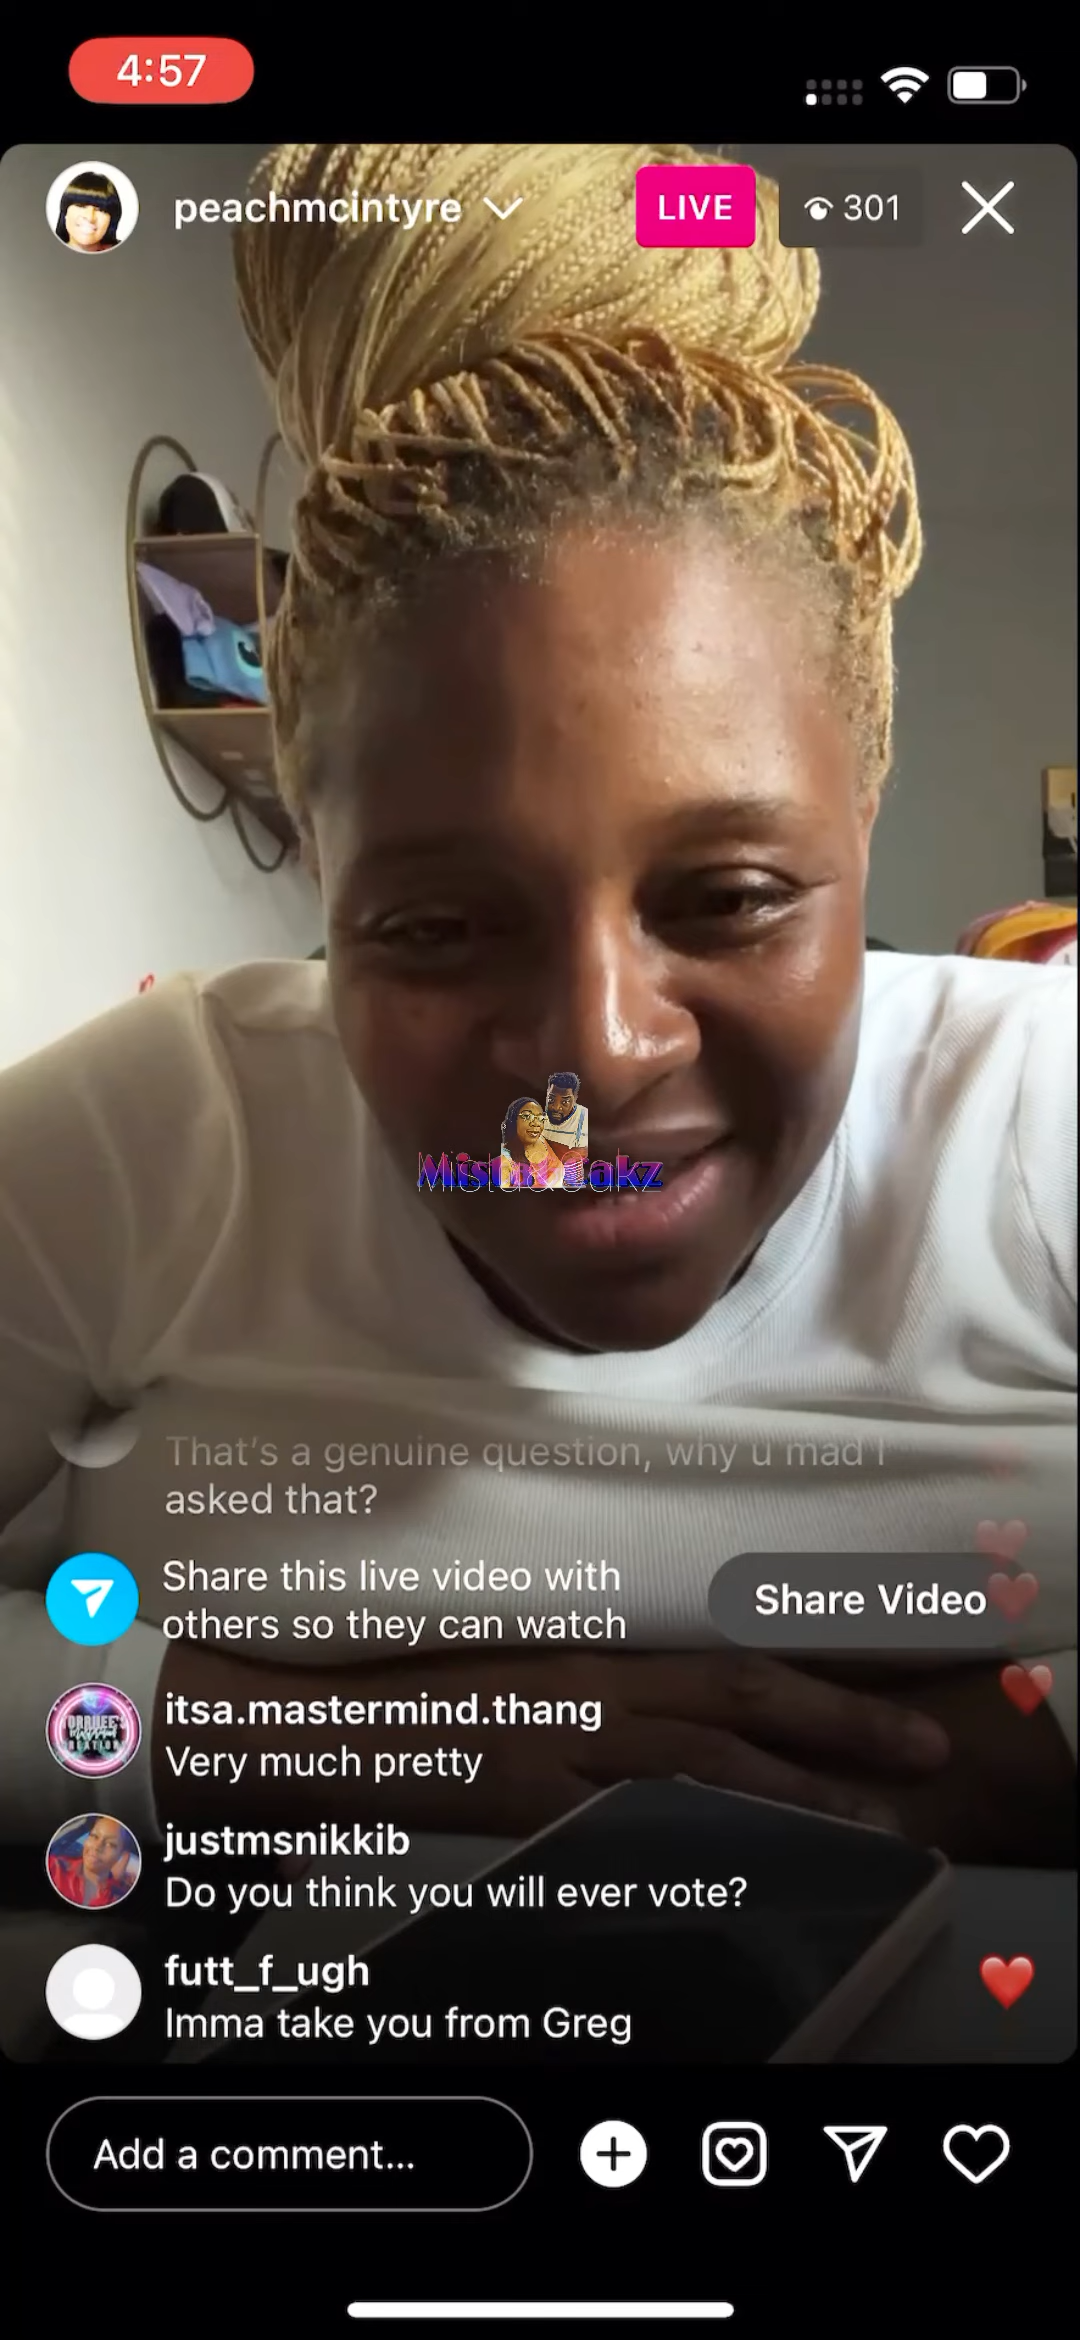 4:57
peachmcintyre
LIVE
301
Mista&Cakz
That's a genuine question, why u mad I
asked that?
Share this live video with
others so they can watch
Share Video
itsa.mastermind.thang
Very much pretty
justmsnikkib
Do you think you will ever vote?
futt_f_ugh
Imma take you from Greg
Add a comment...